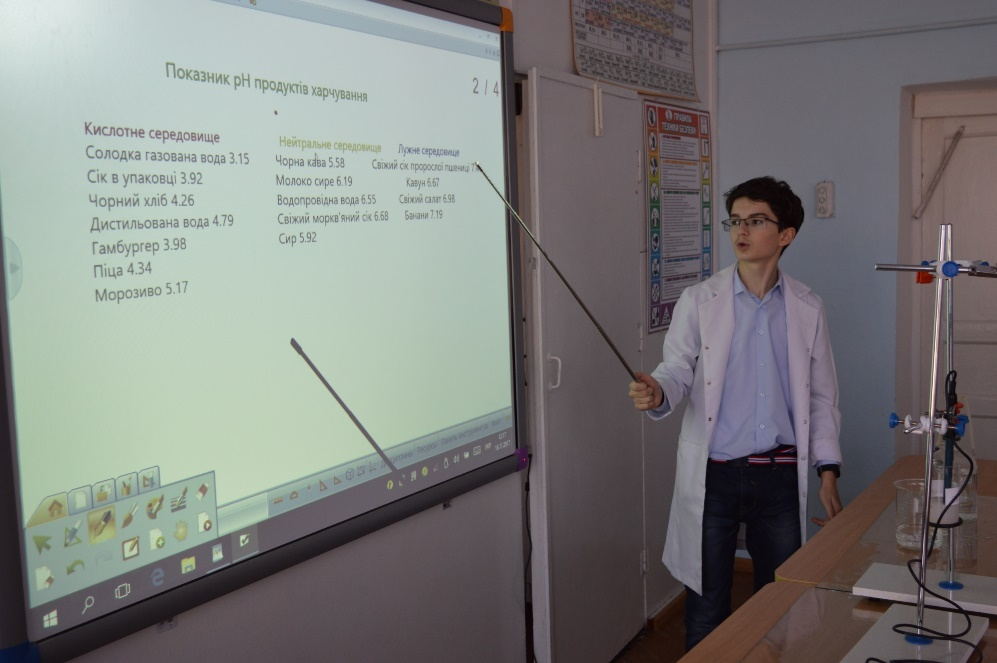 Показник pH продуктів харчування
2 / 4
Кислотне середовище
Солодка газована вода 3.15
Сік в упаковці 3.92
Чорний хліб 4.26
Дистильована вода 4.79
Гамбургер 3.98
Піца 4.34
Морозиво 5.17
Нейтральне середовище
Чорна кава 5.58
Молоко сире 6.19
Водопровідна вода 6.55
Свіжий морквʼяний сік 6.68
Сир 5.92
Лужне середовище
Свіжий сік пророслої пшениці
Кавун 6.67
Свіжий салат 6.98
Банани 7.19
ПРАВИЛА
ТЕХНІКИ БЕЗПЕКИ